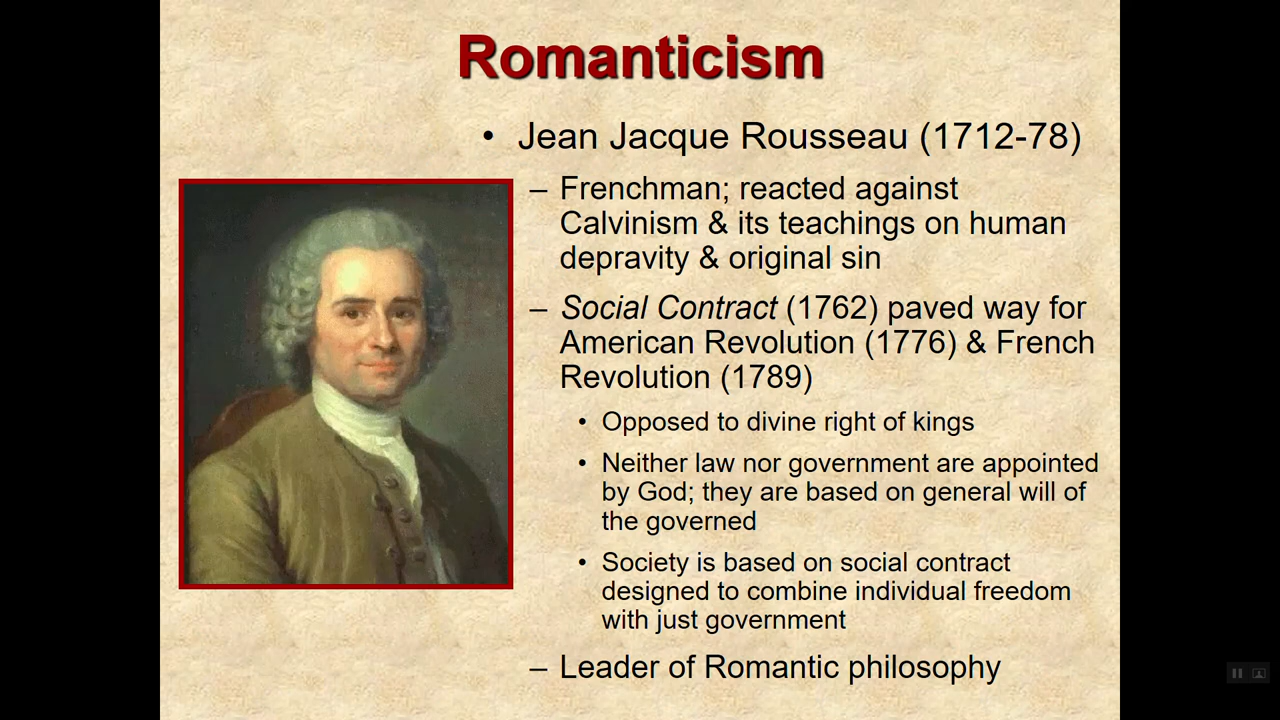 Romanticism
• Jean Jacque Rousseau (1712-78)
– Frenchman; reacted against
Calvinism & its teachings on human
depravity & original sin
– Social Contract (1762) paved way for
American Revolution (1776) & French
Revolution (1789)
• Opposed to divine right of kings
• Neither law nor government are appointed
by God; they are based on general will of
the governed
• Society is based on social contract
designed to combine individual freedom
with just government
– Leader of Romantic philosophy